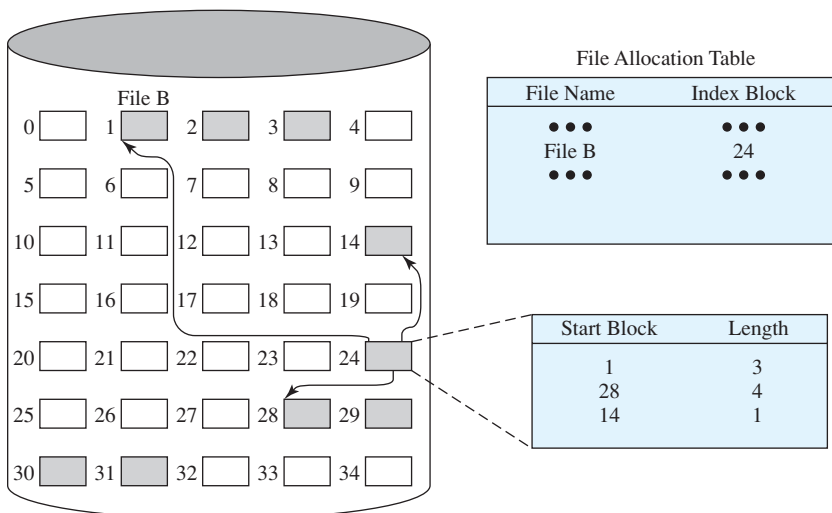 File Allocation Table
File Name Index Block
••• •••
File B 24
••• •••
File B
0 1 2 3 4
5 6 7 8 9
10 11 12 13 14
15 16 17 18 19
20 21 22 23 24
25 26 27 28 29
30 31 32 33 34
Start Block Length
1 3
28 4
14 1